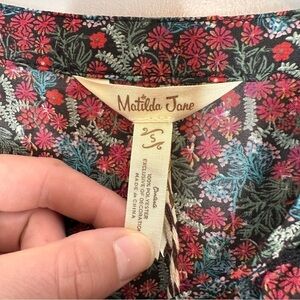 Matilda Jane
S
100% POLYESTER
EXCLUSIVE OF DECORATION
MADE IN CHINA